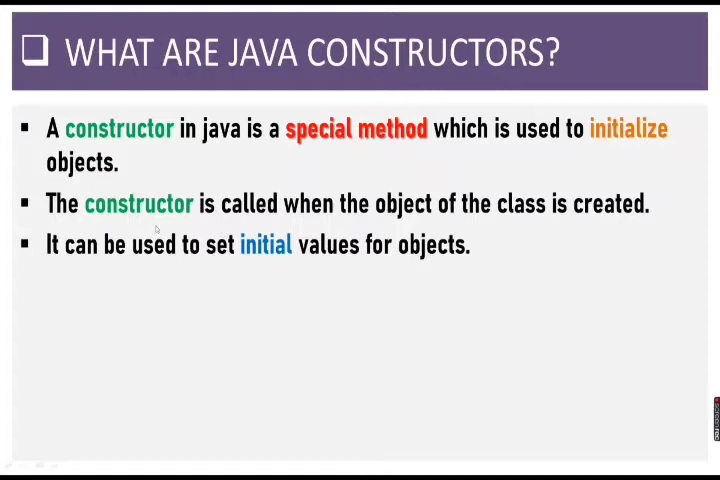 WHAT ARE JAVA CONSTRUCTORS?
A constructor in java is a special method which is used to initialize
objects.
The constructor is called when the object of the class is created.
It can be used to set initial values for objects.